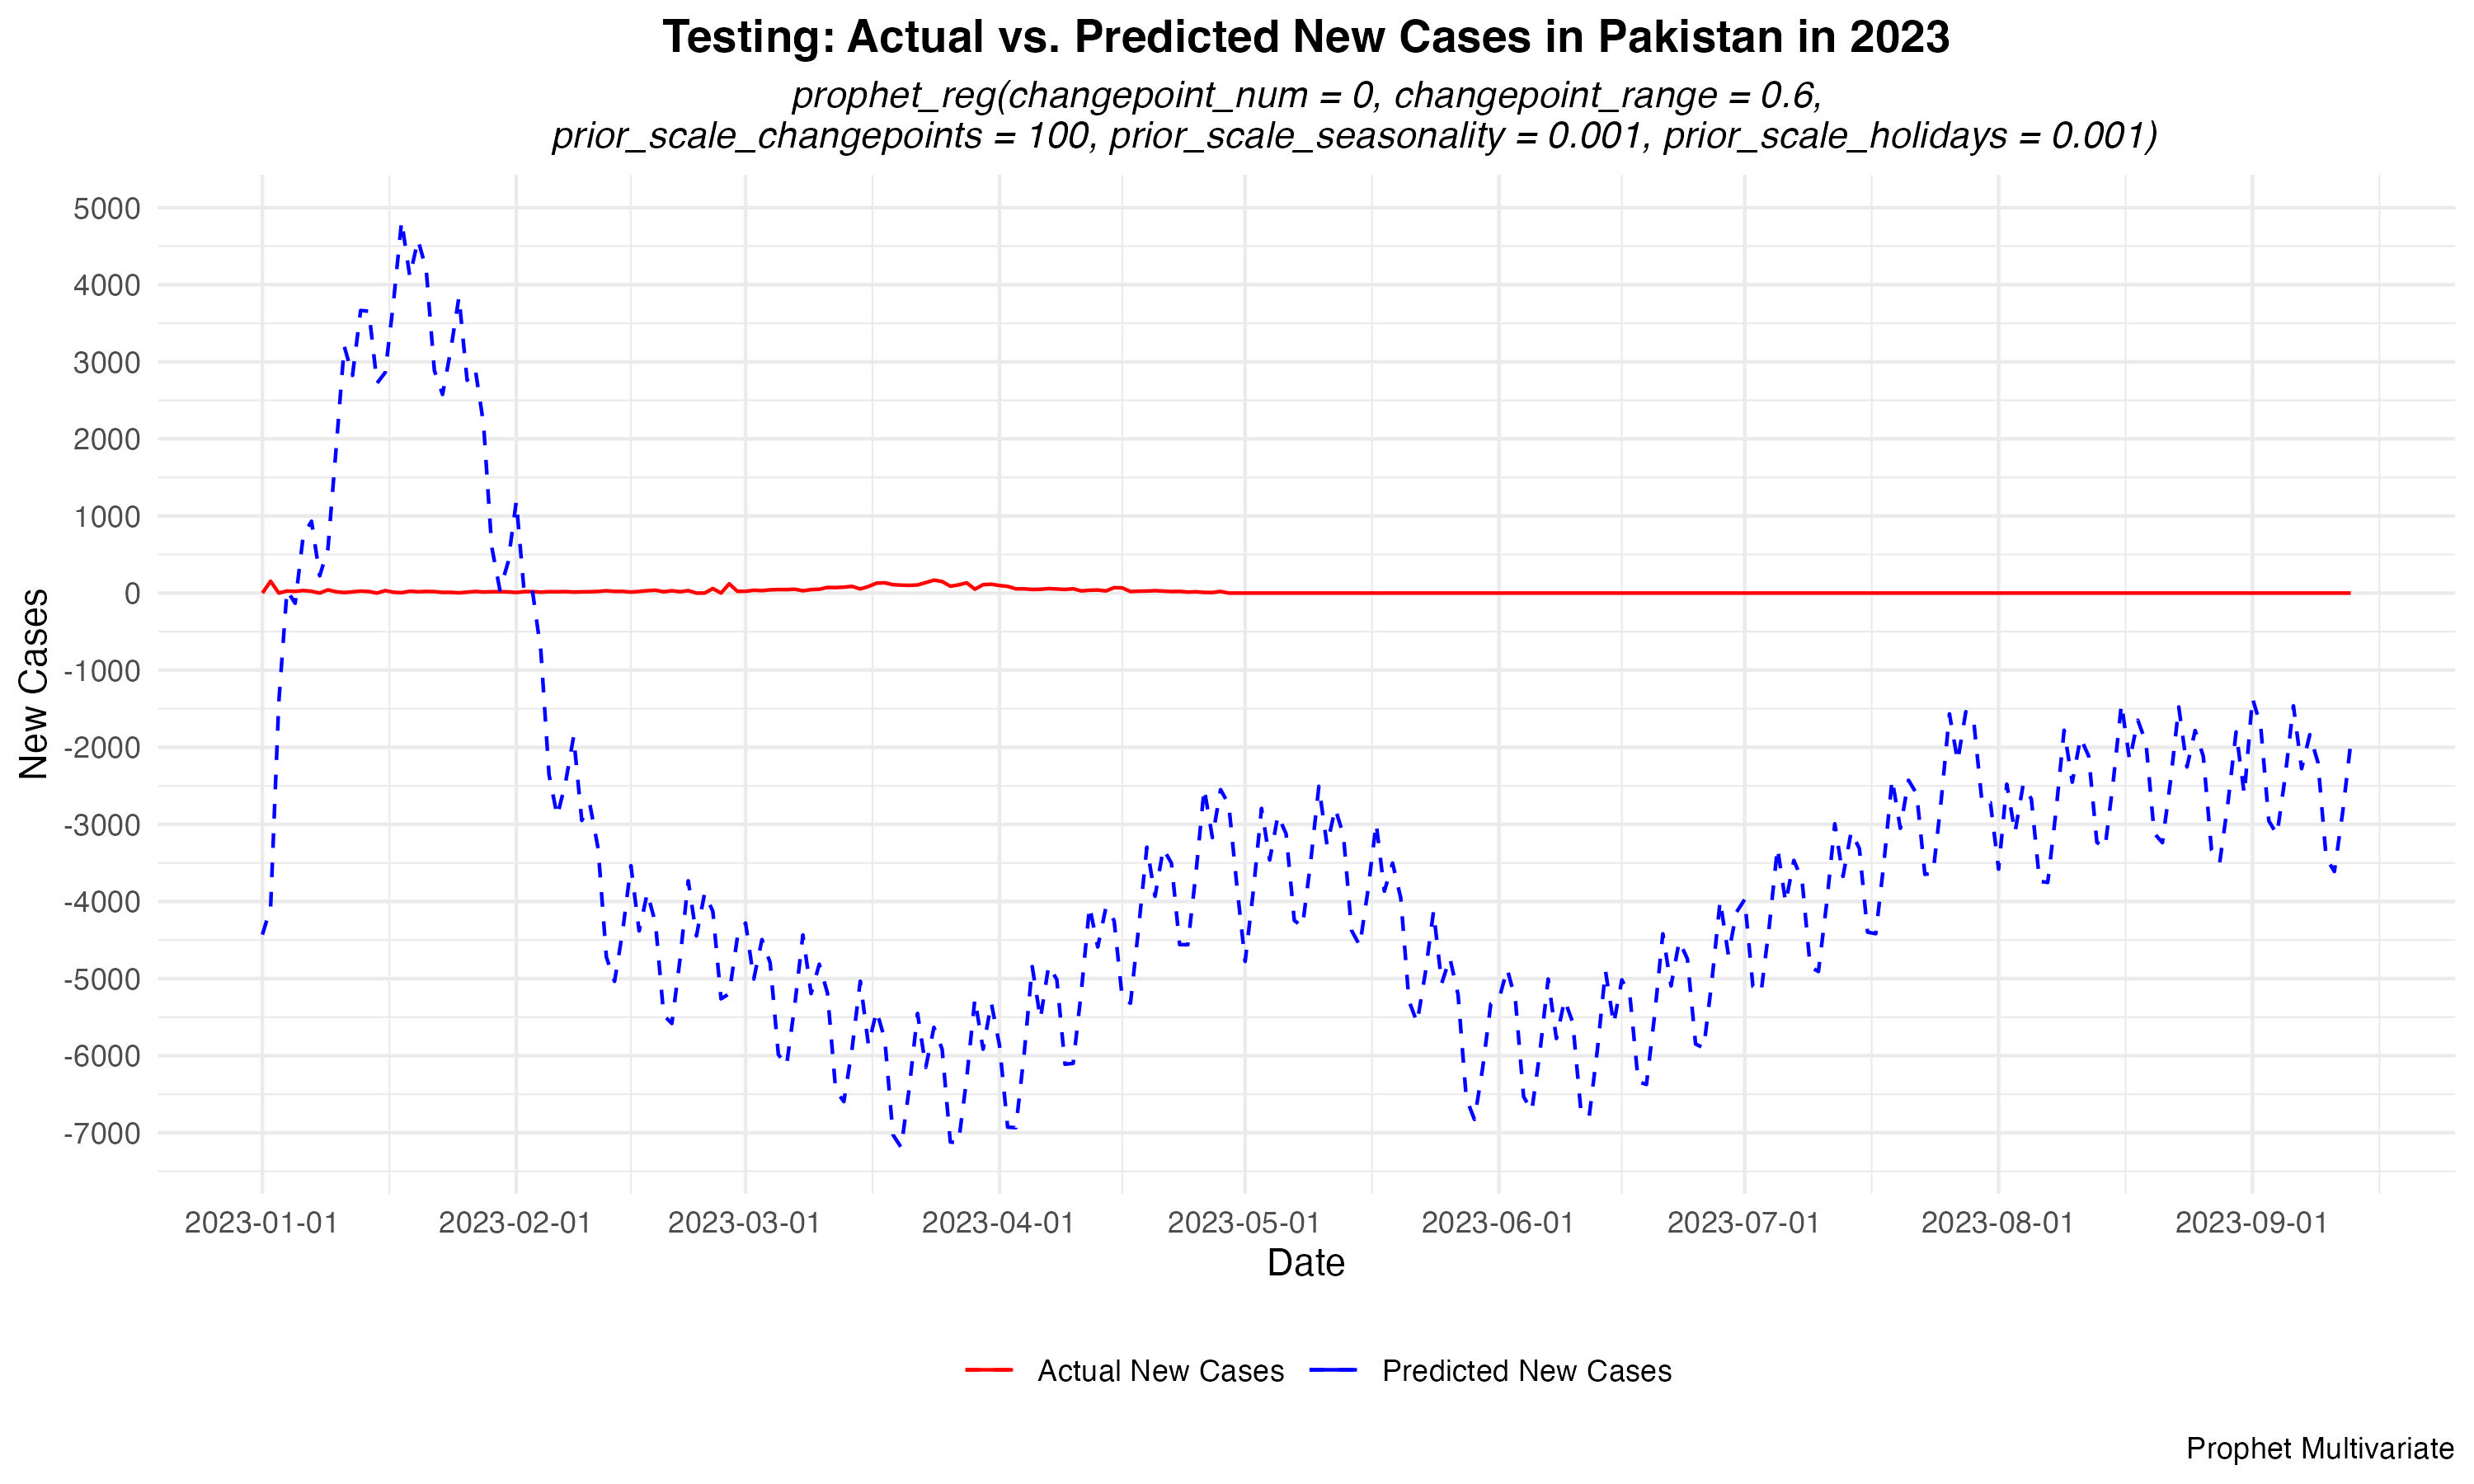 Testing: Actual vs. Predicted New Cases in Pakistan in 2023
prophet_reg(changepoint_num = 0, changepoint_range = 0.6,
prior_scale_changepoints = 100, prior_scale_seasonality = 0.001, prior_scale_holidays = 0.001)
New Cases
5000
4000
3000
2000
1000
0
-1000
-2000
-3000
-4000
-5000
-6000
-7000
2023-01-01 2023-02-01 2023-03-01 2023-04-01 2023-05-01 2023-06-01 2023-07-01 2023-08-01 2023-09-01
Date
Actual New Cases Predicted New Cases
Prophet Multivariate